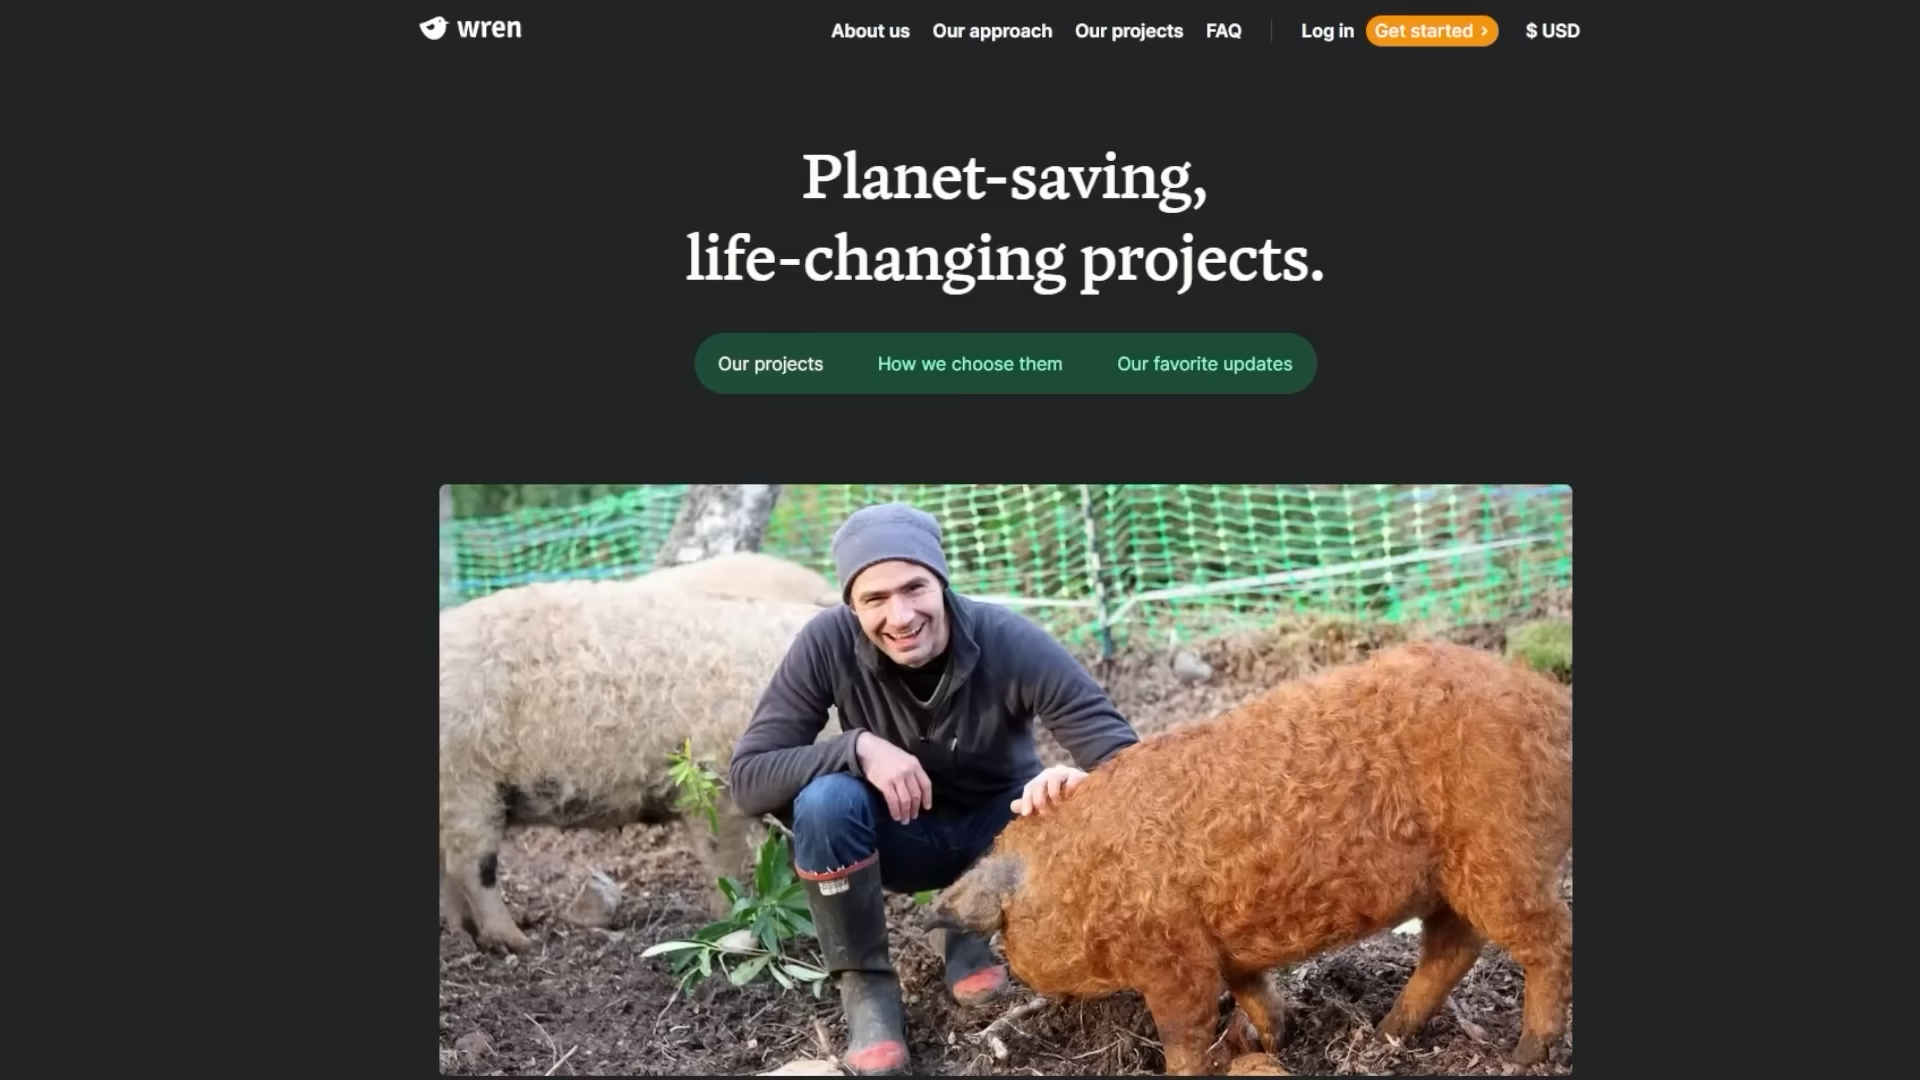 wren
About us Our approach Our projects FAQ Log in Get started $ USD
Planet-saving,
life-changing projects.
Our projects How we choose them Our favorite updates